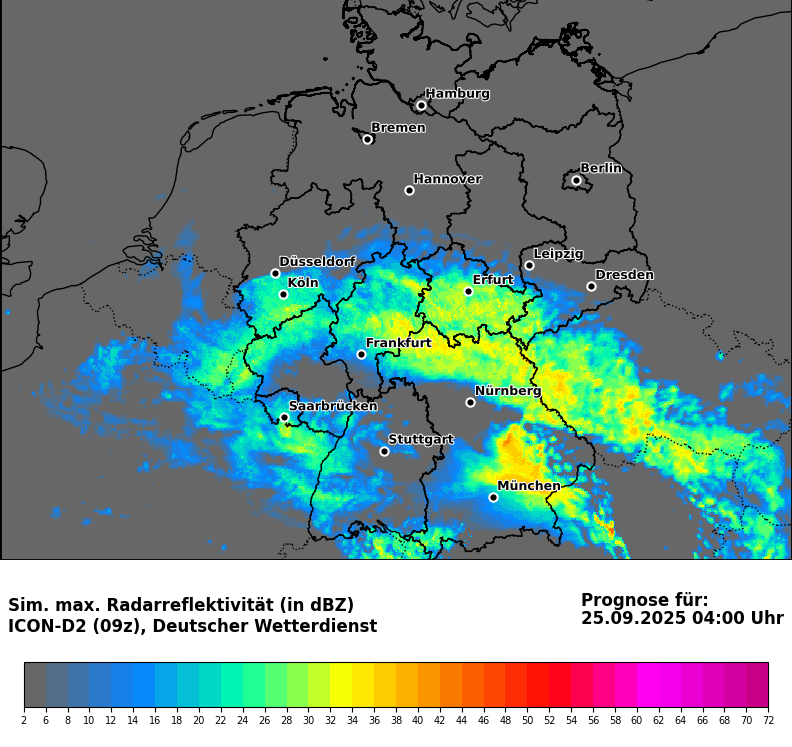 Hamburg
Bremen
Berlin
Hannover
Leipzig
Düsseldorf
Dresden
Köln
Erfurt
Frankfurt
Nürnberg
Saarbrücken
Stuttgart
München
Sim. max. Radarreflektivität (in dBZ)
ICON-D2 (09z), Deutscher Wetterdienst
Prognose für:
25.09.2025 04:00 Uhr
2 6 8 10 12 14 16 18 20 22 24 26 28 30 32 34 36 38 40 42 44 46 48 50 52 54 56 58 60 62 64 66 68 70 72